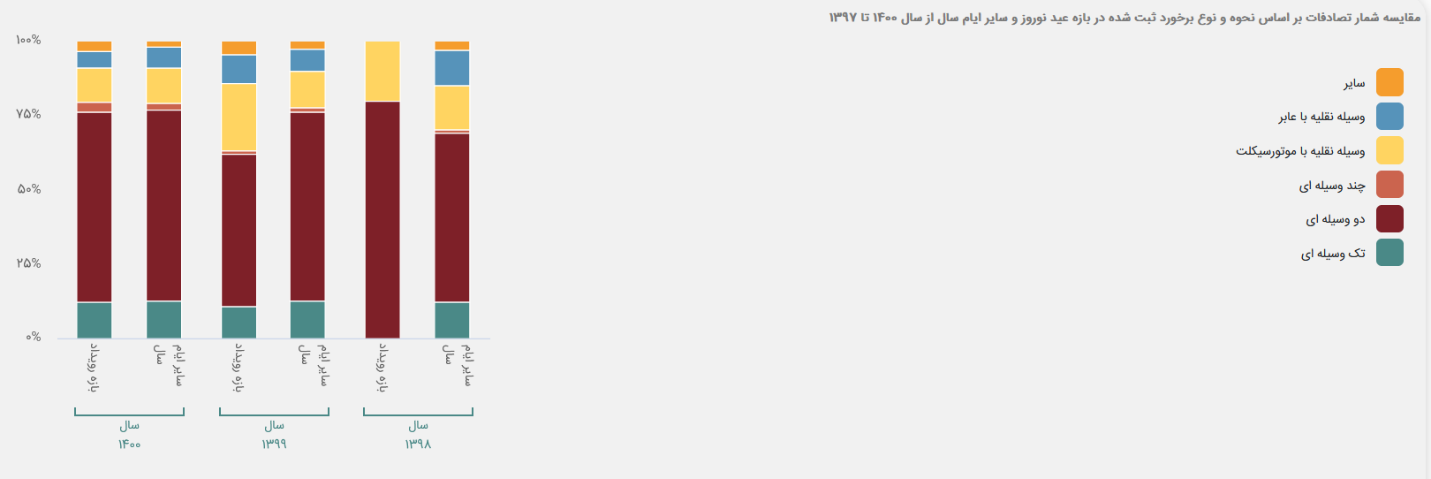 مقایسه شمار تصادفات بر اساس نحوه و نوع برخورد ثبت شده در بازه عید نوروز و سایر ایام سال از سال ۱۴۰۰ تا ۱۳۹۷
سایر
وسیله نقلیه با عابر
وسیله نقلیه با موتورسیکلت
چند وسیله ای
دو وسیله ای
تک وسیله ای
۱۰۰%
۷۵%
۵۰%
۲۵%
۰%
بازه رویداد
سایر ایام
سال
بازه رویداد
سایر ایام
سال
بازه رویداد
سایر ایام
سال
سال
۱۴۰۰
سال
۱۳۹۹
سال
۱۳۹۸